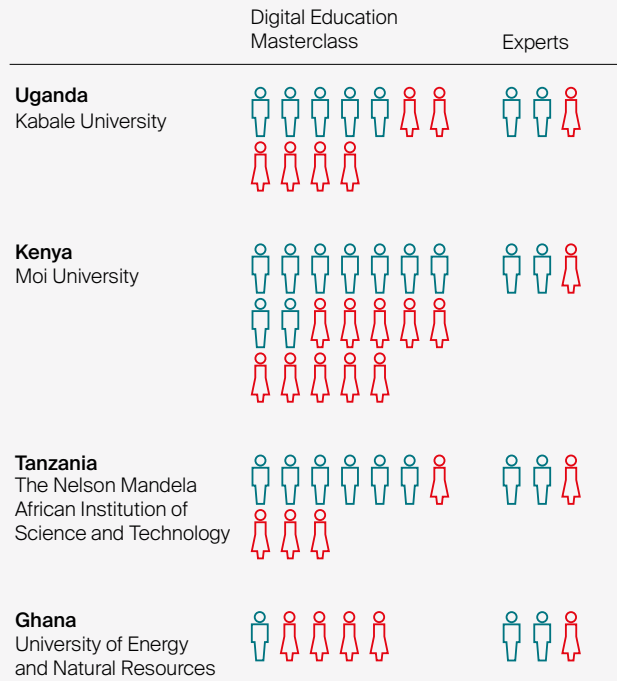 Digital Education
Masterclass
Experts
Uganda
Kabale University
Kenya
Moi University
Tanzania
The Nelson Mandela
African Institution of
Science and Technology
Ghana
University of Energy
and Natural Resources